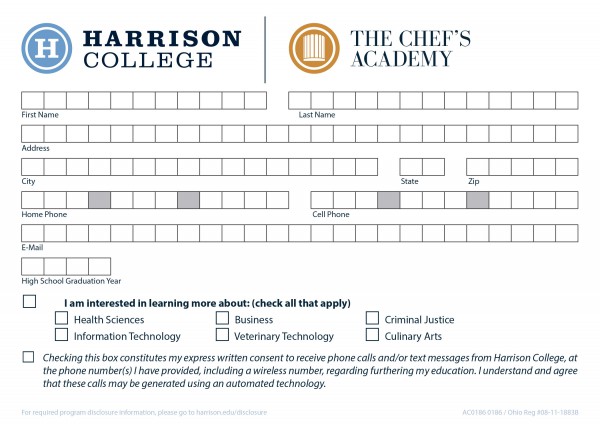 H HARRISON COLLEGE
THE CHEF'S ACADEMY
First Name Last Name
Address
City State Zip
Home Phone Cell Phone
E-Mail
High School Graduation Year
I am interested in learning more about: (check all that apply)
Health Sciences Business Criminal Justice
Information Technology Veterinary Technology Culinary Arts
Checking this box constitutes my express written consent to receive phone calls and/or text messages from Harrison College, at
the phone number(s) I have provided, including a wireless number, regarding furthering my education. I understand and agree
that these calls may be generated using an automated technology.
For required program disclosure information, please go to harrison.edu/disclosure AC0186 0186 / Ohio Reg #08-11-1883B